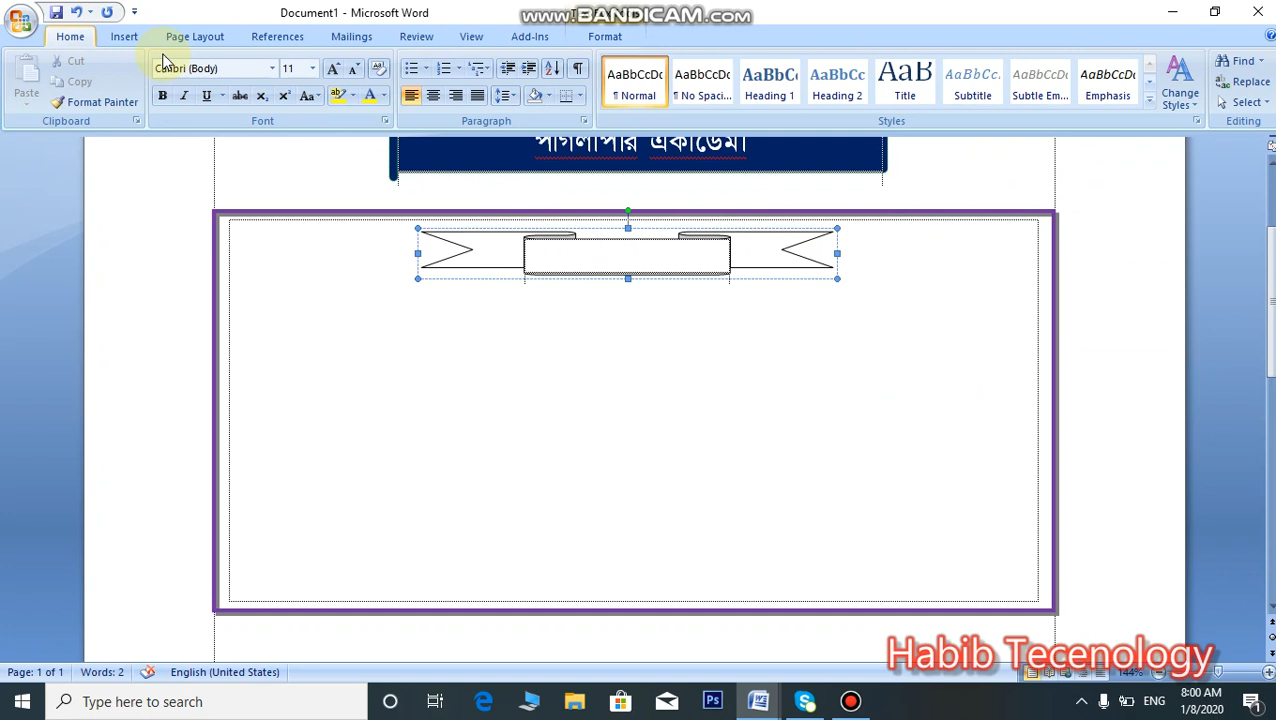 Document1 - Microsoft Word
www.BANDICAM.com
Home Insert Page Layout References Mailings Review View Add-Ins Format
Cut
Copy
Format Painter
Paste
Clipboard
Calibri (Body) 11
Font
Paragraph
AaBbCcDc AaBbCcDc AaBbCc AaBbCc AaB AaBbCc. AaBbCcDc AaBbCcDc
¶ Normal ¶ No Spaci... Heading 1 Heading 2 Title Subtitle Subtle Em... Emphasis
Styles
Change Styles
Find
Replace
Select
Editing
পাগলাপীর একাডেমী
Habib Tecenology
Page: 1 of 1 Words: 2 English (United States) 144%
Type here to search
ENG
8:00 AM
1/8/2020